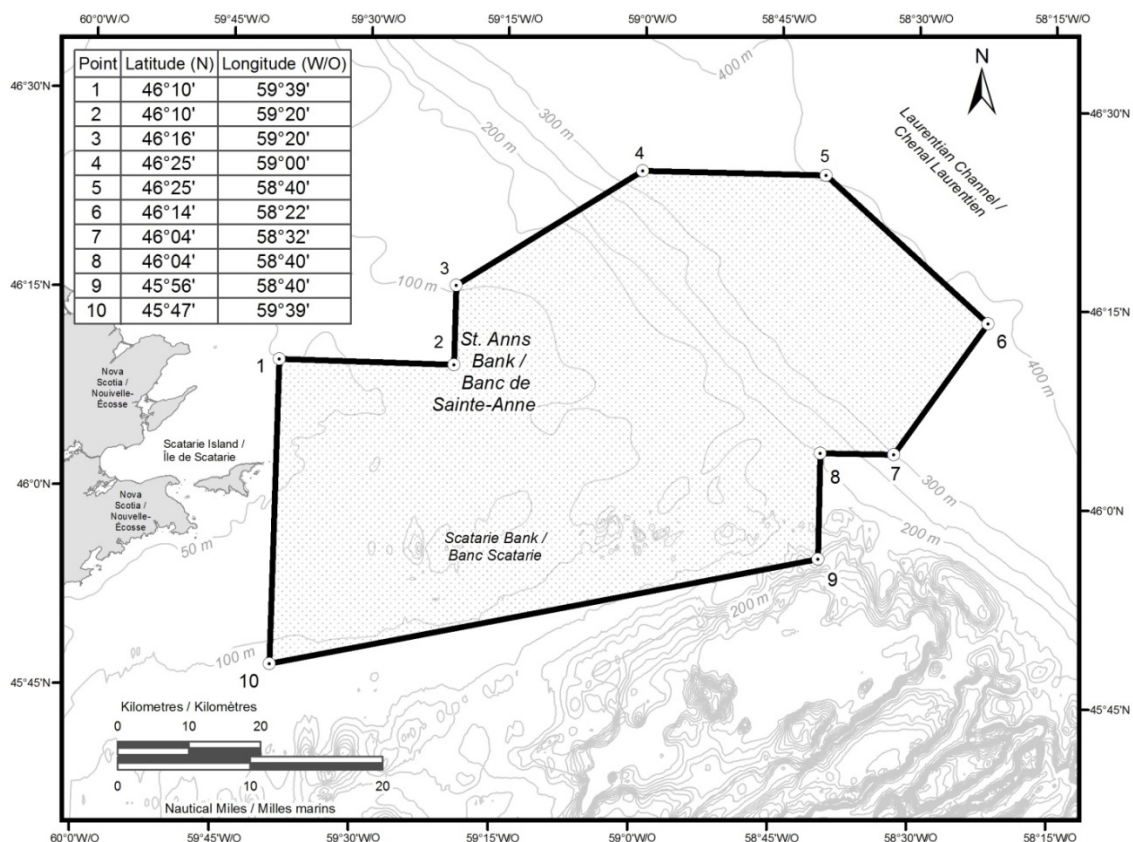 60°0'W/O 59°45'W/O 59°30'W/O 59°15'W/O 59°0'W/O 58°45'W/O 58°30'W/O 58°15'W/O
Point Latitude (N) Longitude (W/O)
1 46°10' 59°39'
2 46°10' 59°20'
3 46°16' 59°20'
4 46°25' 59°00'
5 46°25' 58°40'
6 46°14' 58°22'
7 46°04' 58°32'
8 46°04' 58°40'
9 45°56' 58°40'
10 45°47' 59°39'
N
400 m
300 m
200 m
Laurentian Channel /
Chenal Laurentien
46°30'N
46°30'N
4
5
3
100 m
46°15'N
46°15'N
6
400 m
2
1
St. Anns
Bank /
Banc de
Sainte-Anne
Nova
Scotia /
Nouvelle-
Écosse
Scatarie Island /
Île de Scatarie
8
7
300 m
46°0'N
46°0'N
Nova
Scotia /
Nouvelle-
Écosse
50 m
200 m
Scatarie Bank /
Banc Scatarie
9
200 m
100 m
10
45°45'N
45°45'N
Kilometres / Kilomètres
0 10 20
0 10 20
Nautical Miles / Milles marins
60°0'W/O 59°45'W/O 59°30'W/O 59°15'W/O 59°0'W/O 58°45'W/O 58°30'W/O 58°15'W/O